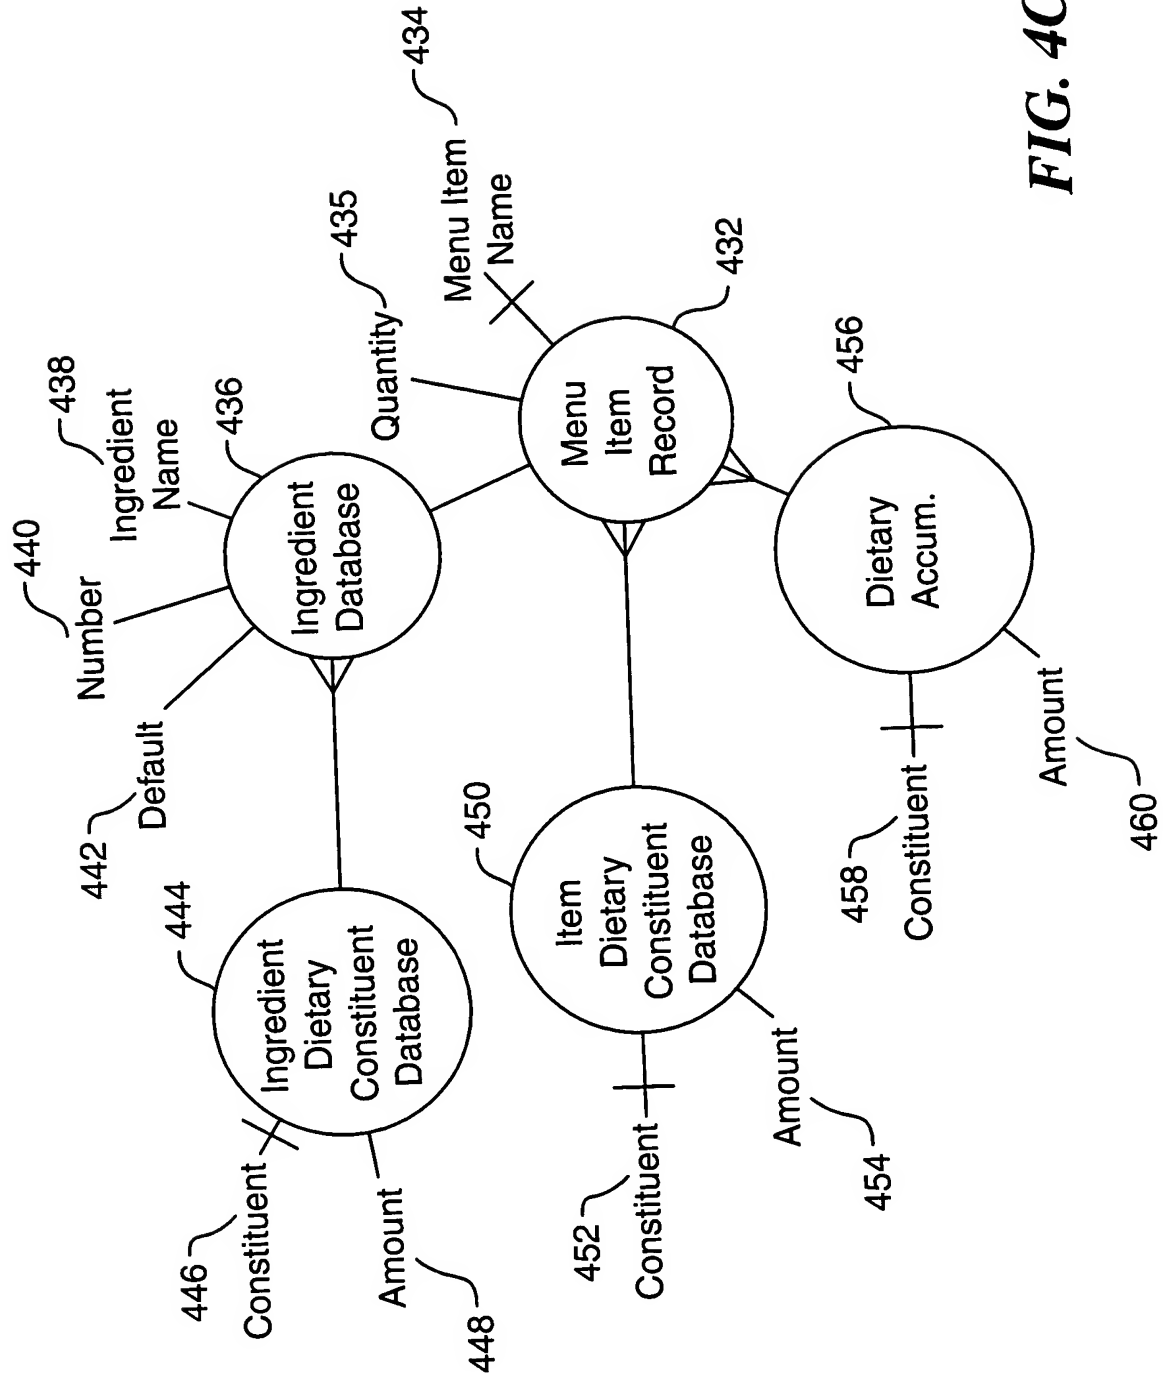 440
438
442
Number
Ingredient
Name
Default
446
444
436
Constituent
Ingredient
Dietary
Constituent
Database
Ingredient
Database
435
Quantity
Amount
448
434
Menu Item
Name
450
452
Constituent
Item
Dietary
Constituent
Database
Menu
Item
Record
432
Amount
454
456
458
Constituent
Dietary
Accum.
Amount
460
FIG. 4C